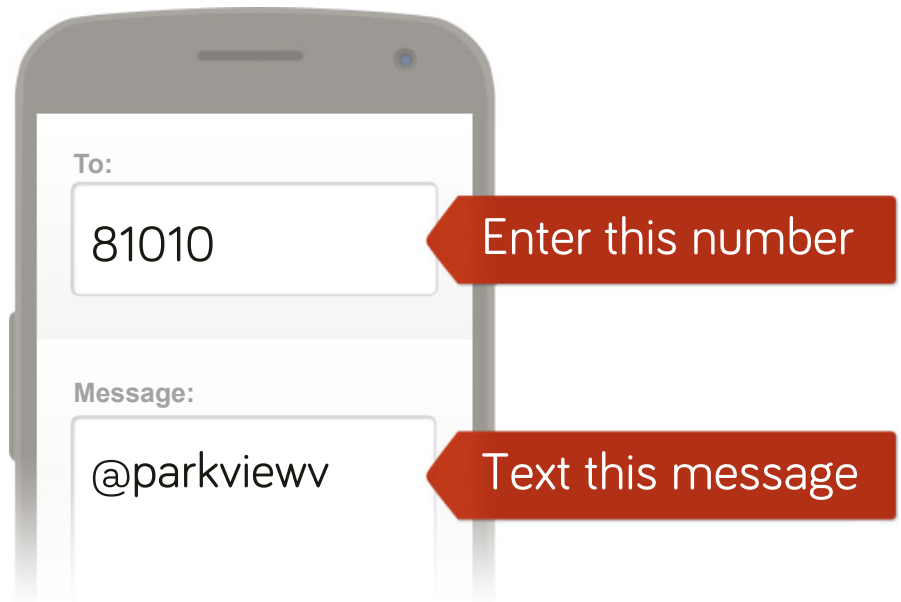 To:
81010
Enter this number
Message:
@parkviewv
Text this message